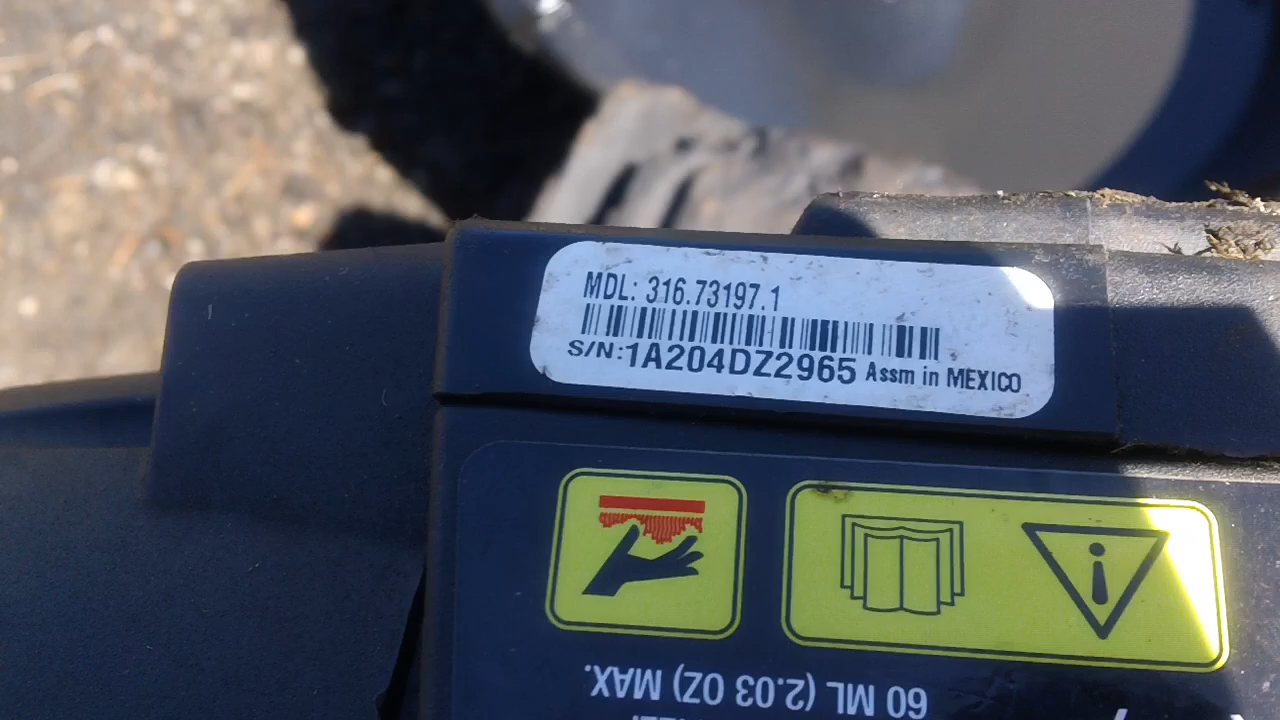 MDL: 316.73197.1
S/N:1A204DZ2965 Assm in MEXICO
60 ML (2.03 OZ) MAX.